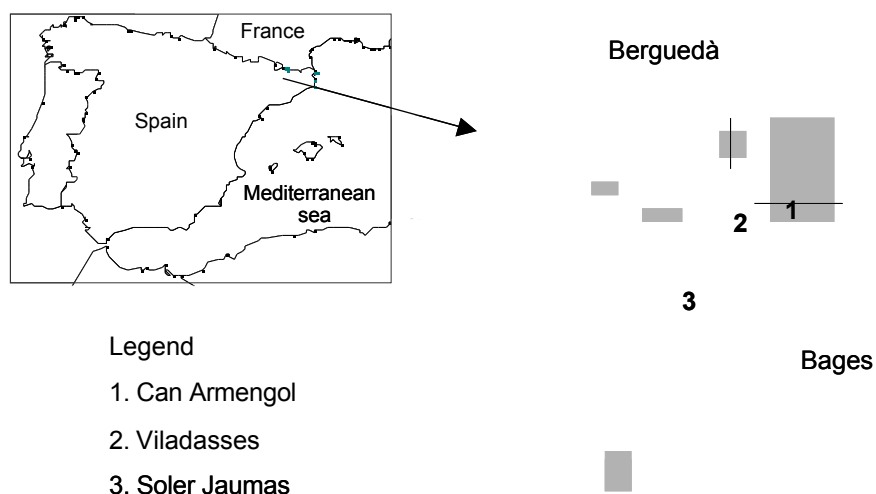 France
Spain
Mediterranean
sea
Berguedà
1
2
3
Bages
Legend
1. Can Armengol
2. Viladasses
3. Soler Jaumas